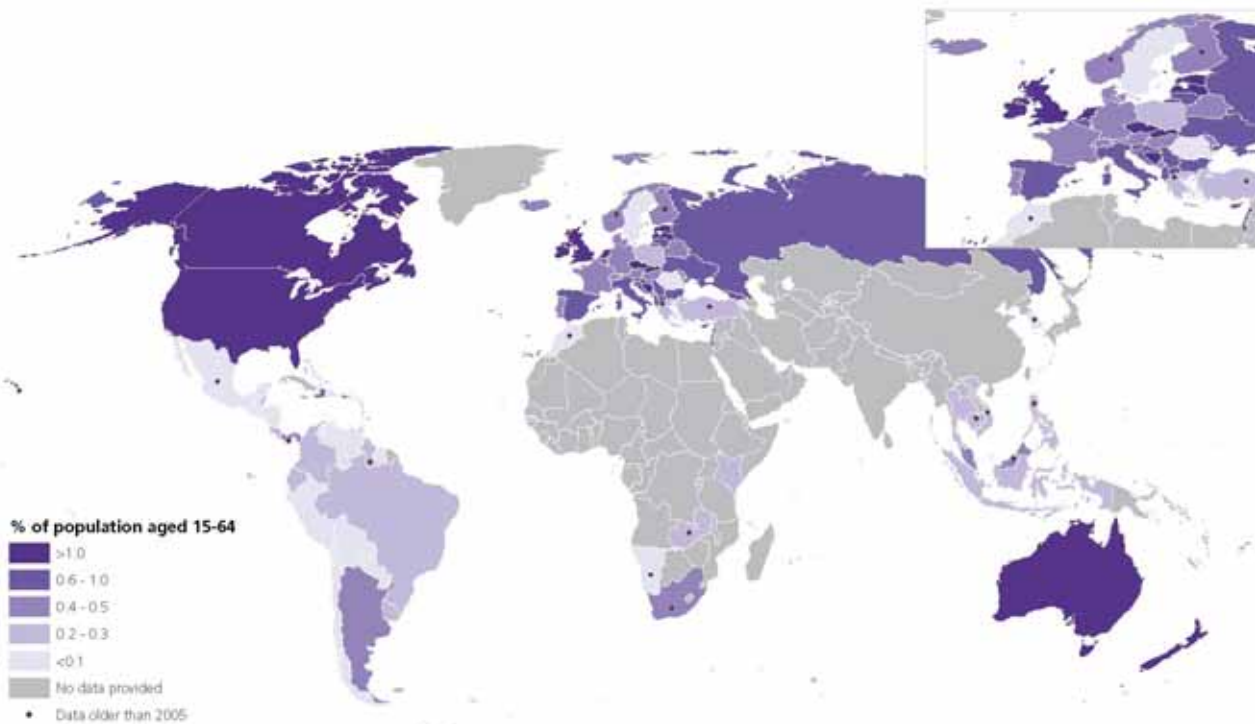 % of population aged 15-64
>1.0
0.6 - 1.0
0.4 - 0.5
0.2 - 0.3
<0.1
No data provided
Data older than 2005